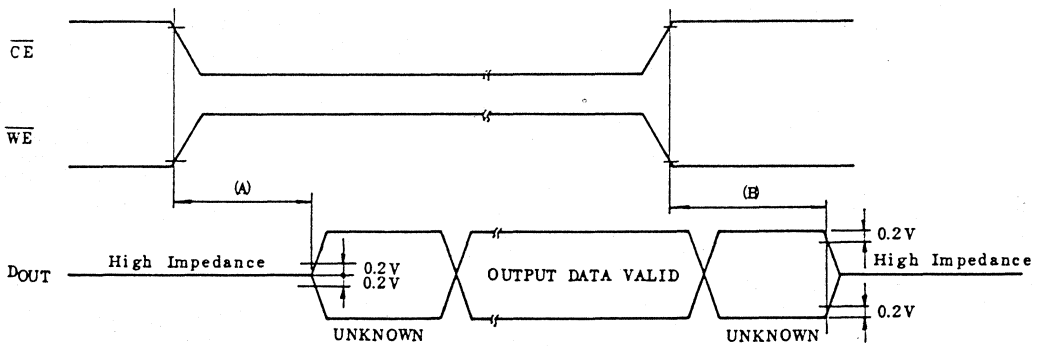 CE
WE
(A)
(B)
DOUT
High Impedance
0.2V
0.2V
OUTPUT DATA VALID
0.2V
High Impedance
0.2V
UNKNOWN
UNKNOWN